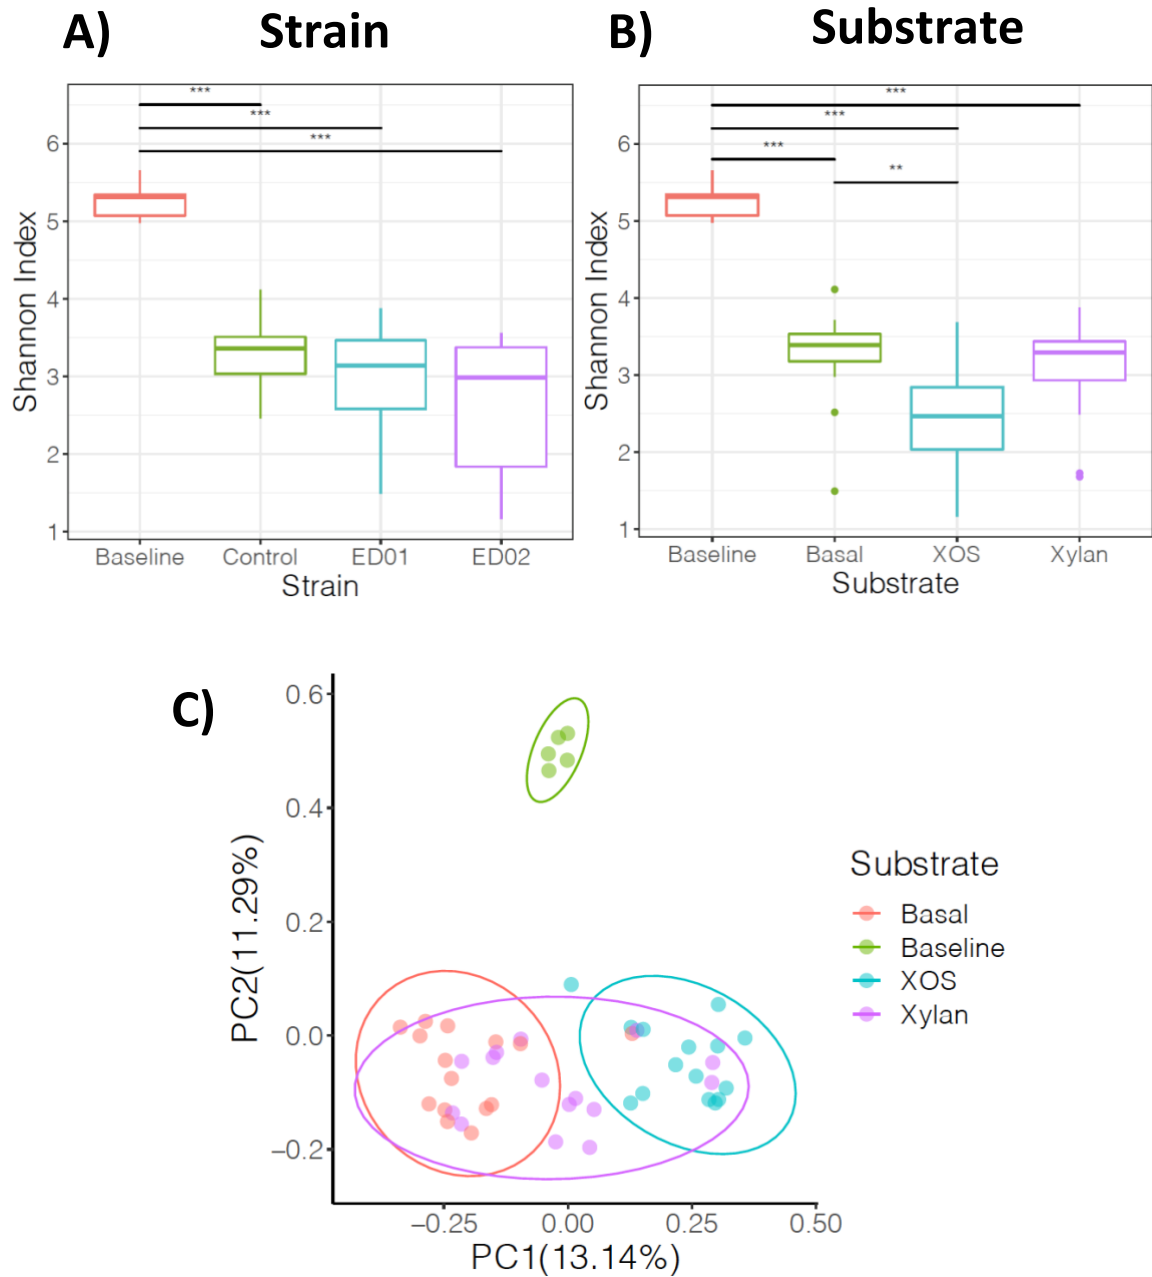 A) Strain
***
***
***
6
5
4
3
2
1
Shannon Index
Baseline Control ED01 ED02
Strain
B) Substrate
***
***
***
**
6
5
4
3
2
1
Shannon Index
Baseline Basal XOS Xylan
Substrate
C)
0.6
0.4
0.2
0.0
−0.2
PC2(11.29%)
−0.25 0.00 0.25 0.50
PC1(13.14%)
Substrate
Basal
Baseline
XOS
Xylan